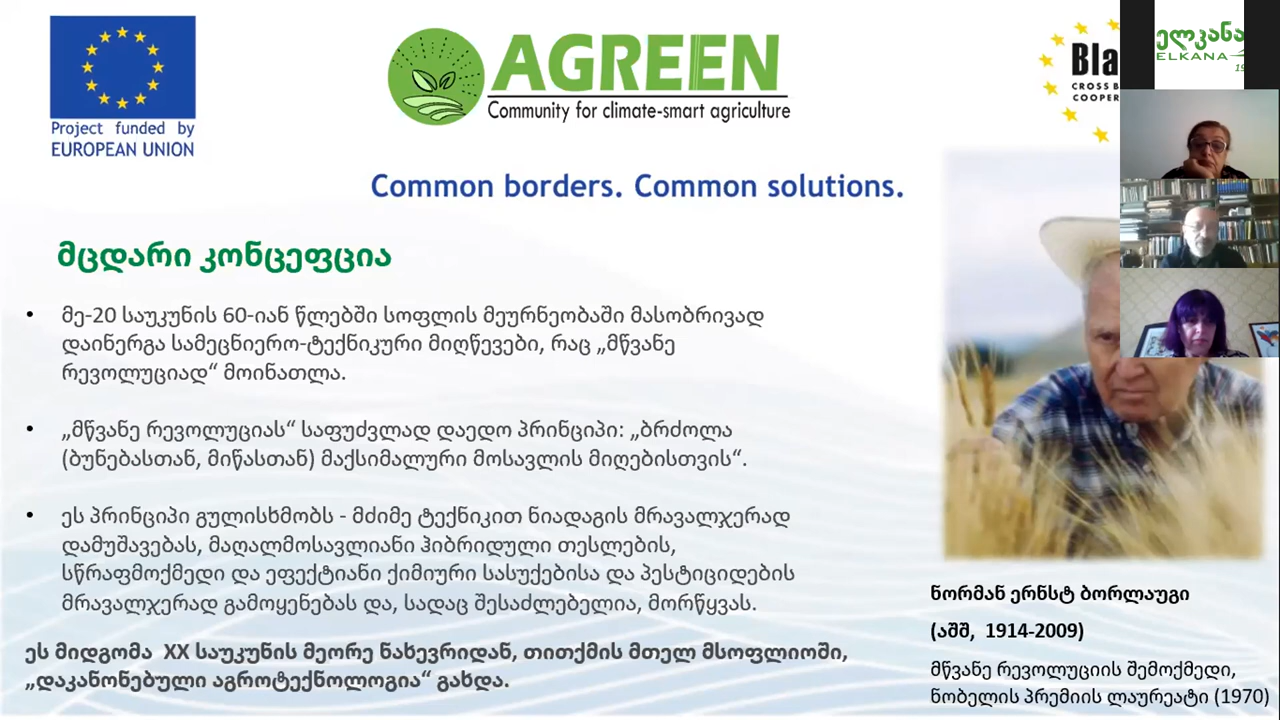 Project funded by
EUROPEAN UNION
AGREEN
Community for climate-smart agriculture
Bla
CROSS B
COOPER
ელკანა
ELKANA
Common borders. Common solutions.
მცდარი კონცეფცია
• მე-20 საუკუნის 60-იან წლებში სოფლის მეურნეობაში მასობრივად
დაინერგა სამეცნიერო-ტექნიკური მიღწევები, რაც „მწვანე
რევოლუციად“ მოინათლა.
• „მწვანე რევოლუციას“ საფუძვლად დაედო პრინციპი: „ბრძოლა
(ბუნებასთან, მიწასთან) მაქსიმალური მოსავლის მიღებისთვის“.
• ეს პრინციპი გულისხმობს - მძიმე ტექნიკით ნიადაგის მრავალჯერად
დამუშავებას, მაღალმოსავლიანი ჰიბრიდული თესლების,
სწრაფმოქმედი და ეფექტიანი ქიმიური სასუქებისა და პესტიციდების
მრავალჯერად გამოყენებას და, სადაც შესაძლებელია, მორწყვას.
ეს მიდგომა XX საუკუნის მეორე ნახევრიდან, თითქმის მთელ მსოფლიოში,
„დაკანონებული აგროტექნოლოგია“ გახდა.
ნორმან ერნსტ ბორლაუგი
(აშშ, 1914-2009)
მწვანე რევოლუციის შემოქმედი,
ნობელის პრემიის ლაურეატი (1970)